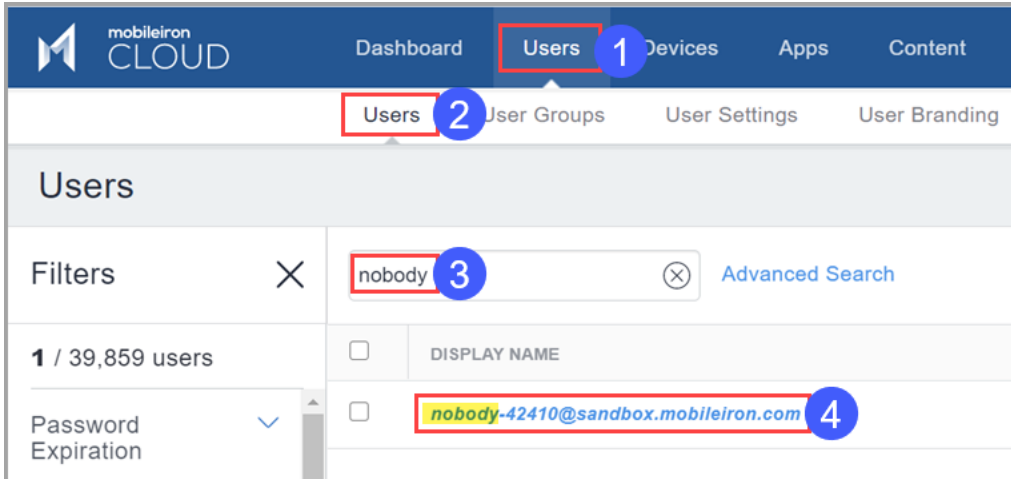 mobileiron
CLOUD
Dashboard Users 1 Devices Apps Content
Users 2 User Groups User Settings User Branding
Users
Filters
nobody 3 Advanced Search
1 / 39,859 users
DISPLAY NAME
Password
Expiration
nobody-42410@sandbox.mobileiron.com 4